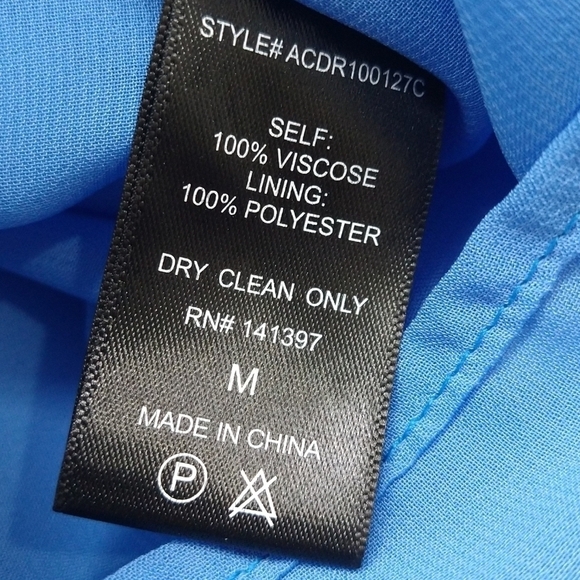 STYLE# ACDR100127C
SELF:
100% VISCOSE
LINING:
100% POLYESTER
DRY CLEAN ONLY
RN# 141397
M
MADE IN CHINA
P